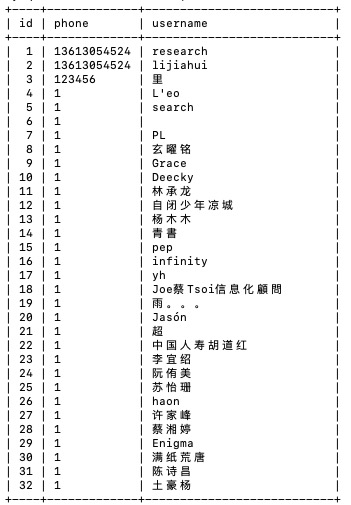 id | phone | username
1 | 13613054524 | research
2 | 13613054524 | lijiahui
3 | 123456 | 里
4 | 1 | L'eo
5 | 1 | search
6 | 1 |
7 | 1 | PL
8 | 1 | 玄曜铭
9 | 1 | Grace
10 | 1 | Deecky
11 | 1 | 林承龙
12 | 1 | 自闭少年凉城
13 | 1 | 杨木木
14 | 1 | 青書
15 | 1 | pep
16 | 1 | infinity
17 | 1 | yh
18 | 1 | Joe蔡Tsoi信息化顧問
19 | 1 | 雨。。。
20 | 1 | Jasón
21 | 1 | 超
22 | 1 | 中国人寿胡道红
23 | 1 | 李宜绍
24 | 1 | 阮侑美
25 | 1 | 苏怡珊
26 | 1 | haon
27 | 1 | 许家峰
28 | 1 | 蔡湘婷
29 | 1 | Enigma
30 | 1 | 满纸荒唐
31 | 1 | 陈诗昌
32 | 1 | 土豪杨